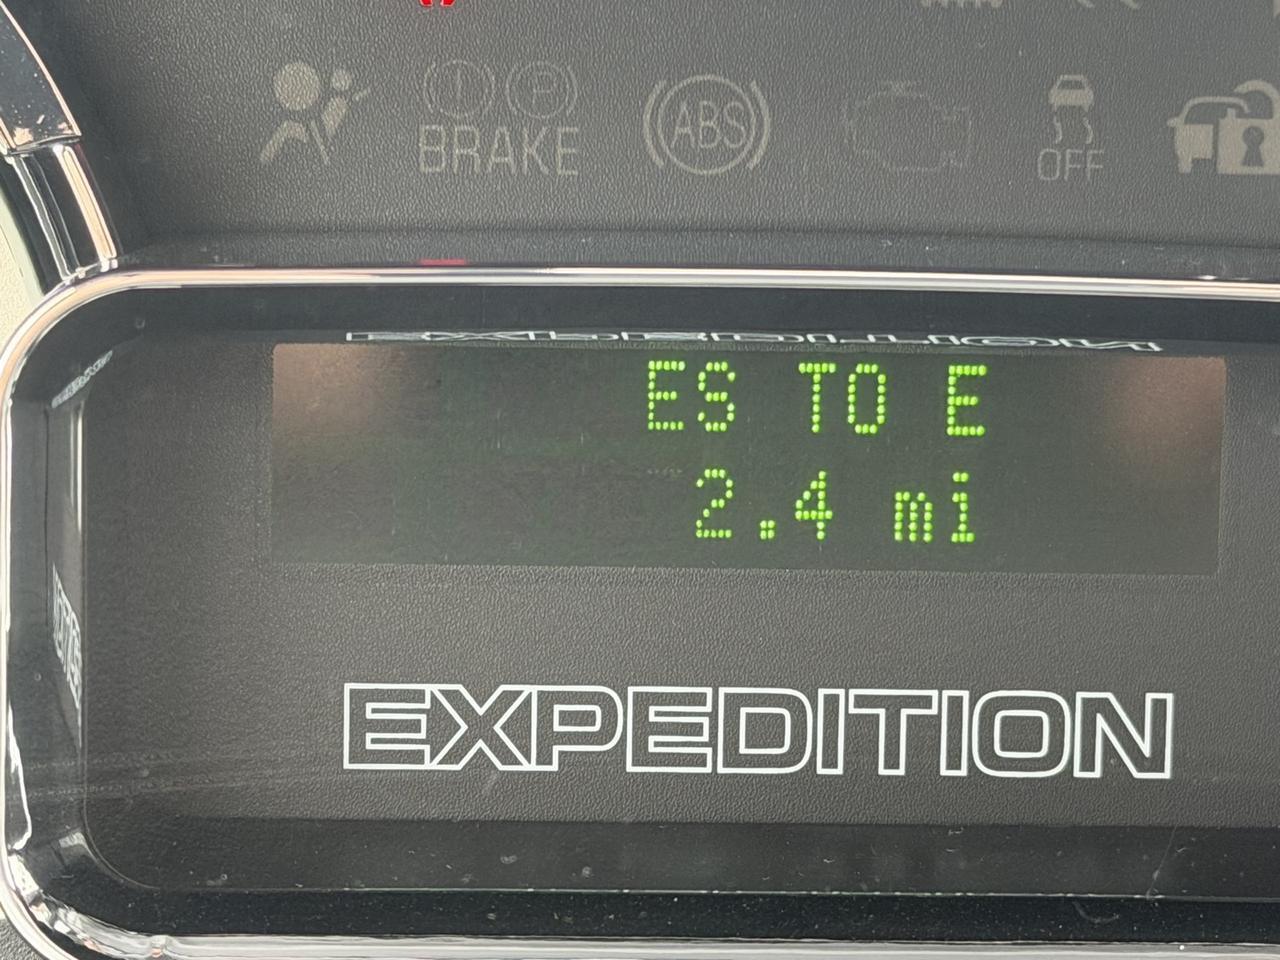 BRAKE
ABS
OFF
ES TO E
2.4 mi
EXPEDITION